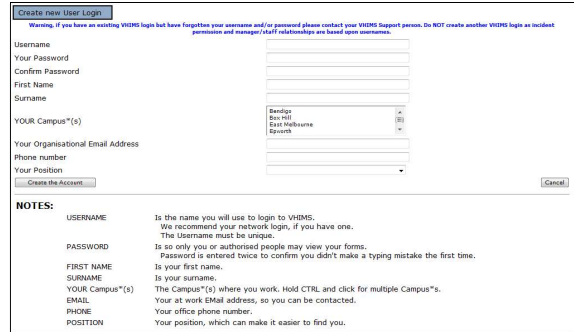 Create new User Login
Warning, if you have an existing VHIMS login but have forgotten your username and/or password please contact your VHIMS Support person. Do NOT create another VHIMS login as incident
permission and manager/staff relationships are based upon usernames.
Username
Your Password
Confirm Password
First Name
Surname
YOUR Campus*(s)
Bendigo
Box Hill
East Melbourne
Epworth
Your Organisational Email Address
Phone number
Your Position
Create the Account
Cancel
NOTES:
USERNAME Is the name you will use to login to VHIMS.
We recommend your network login, if you have one.
The Username must be unique.
PASSWORD Is so only you or authorised people may view your forms.
Password is entered twice to confirm you didn't make a typing mistake the first time.
FIRST NAME Is your first name.
SURNAME Is your surname.
YOUR Campus*(s) The Campus*(s) where you work. Hold CTRL and click for multiple Campus*s.
EMAIL Your at work EMail address, so you can be contacted.
PHONE Your office phone number.
POSITION Your position, which can make it easier to find you.